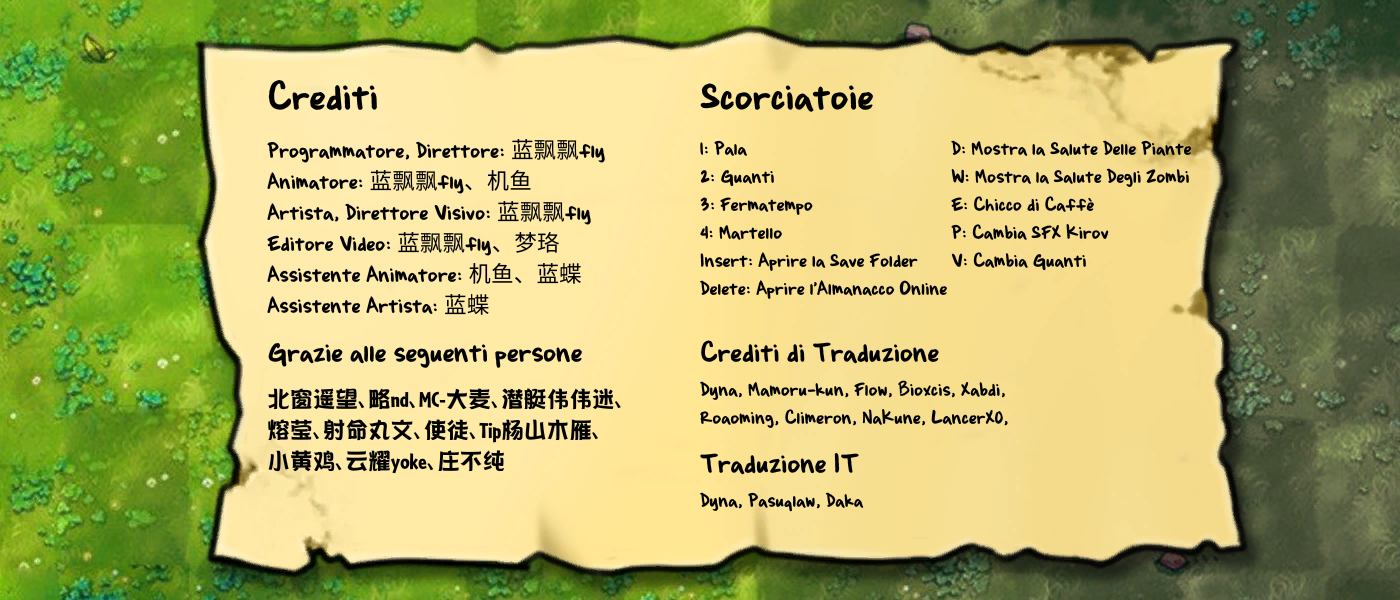 Crediti
Programmatore, Direttore: 蓝飘飘fly
Animatore: 蓝飘飘fly、机鱼
Artista, Direttore Visivo: 蓝飘飘fly
Editore Video: 蓝飘飘fly、梦珞
Assistente Animatore: 机鱼、蓝蝶
Assistente Artista: 蓝蝶
Grazie alle seguenti persone
北窗遥望、略nd、MC-大麦、潜艇伟伟迷、
熔莹、射命丸文、使徒、Tip杨山木雁、
小黄鸡、云耀yoke、庄不纯
Scorciatoie
1: Pala
2: Guanti
3: Fermatempo
4: Martello
Insert: Aprire la Save Folder
Delete: Aprire l'Almanacco Online
D: Mostra la Salute Delle Piante
W: Mostra la Salute Degli Zombi
E: Chicco di Caffè
P: Cambia SFX Kirov
V: Cambia Guanti
Crediti di Traduzione
Dyna, Mamoru-kun, Flow, Bioxcis, Xabdi,
Roaoming, Climeron, NaKune, LancerXO,
Traduzione IT
Dyna, Pasuqlaw, Daka